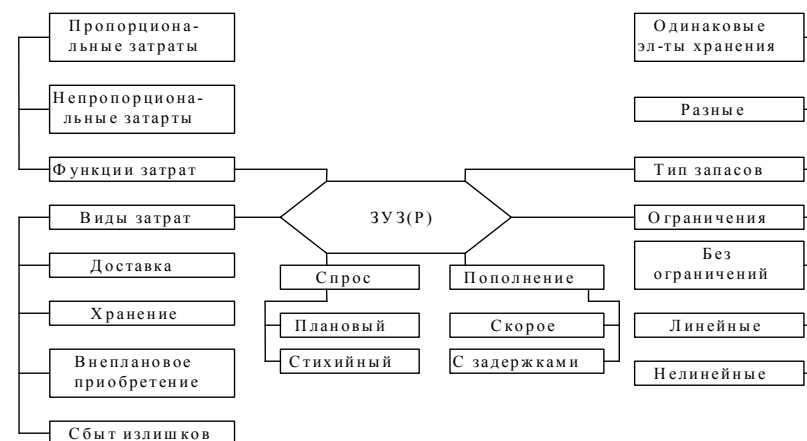 Пропорциона-
льные затраты
Непропорциона-
льные затарты
Функции затрат
Виды затрат
Доставка
Хранение
Внеплановое
приобретение
Сбыт излишков
ЗУЗ(Р)
Спрос
Плановый
Стихийный
Пополнение
Скорое
С задержками
Одинаковые
эл-ты хранения
Разные
Тип запасов
Ограничения
Без
ограничений
Линейные
Нелинейные